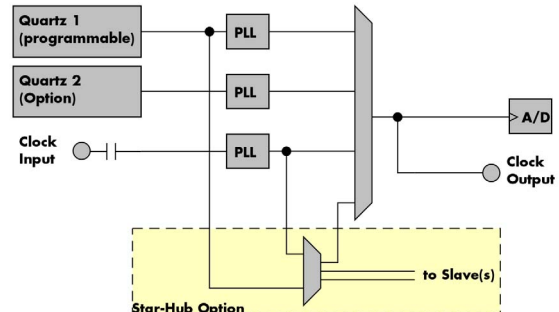 Quartz 1
(programmable)
PLL
Quartz 2
(Option)
PLL
Clock
Input
PLL
A/D
Clock
Output
to Slave(s)
Star-Hub Option